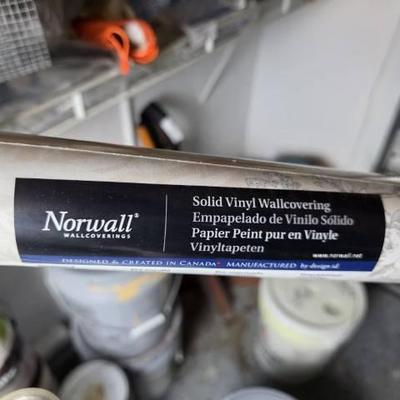 Norwall®
WALLCOVERINGS
Solid Vinyl Wallcovering
Empapelado de Vinilo Sólido
Papier Peint pur en Vinyle
Vinyltapeten
www.norwall.net
DESIGNED & CREATED IN CANADA • MANUFACTURED by design id